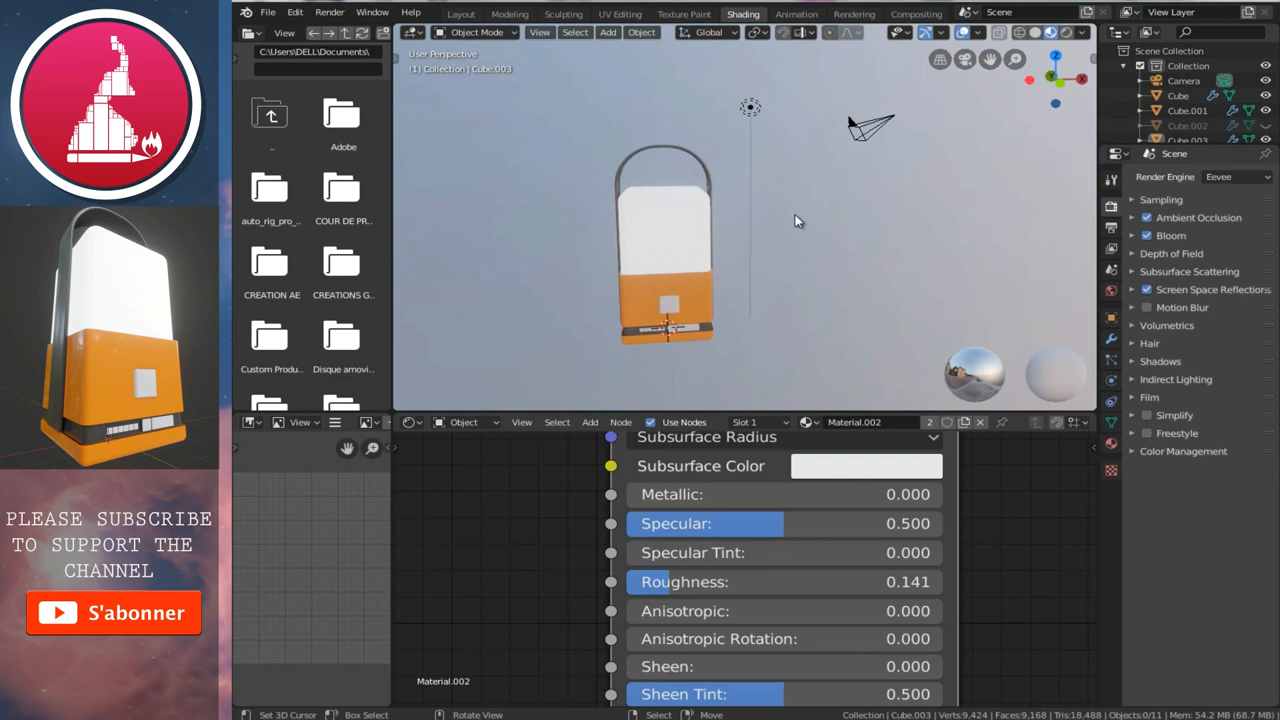 File Edit Render Window Help
Layout Modeling Sculpting UV Editing Texture Paint Shading Animation Rendering Compositing
Scene
View Layer
View
Object Mode View Select Add Object
Global
C:\Users\DELL\Documents\
..
Adobe
auto_rig_pro_..
COUR DE PR...
CREATION AE
CREATIONS G...
Custom Produ...
Disque amovi...
User Perspective
(1) Collection | Cube.003
Z
X
Y
Scene Collection
Collection
Camera
Cube
Cube.001
Cube.002
Cube.003
Scene
Render Engine Eevee
Sampling
Ambient Occlusion
Bloom
Depth of Field
Subsurface Scattering
Screen Space Reflections
Motion Blur
Volumetrics
Hair
Shadows
Indirect Lighting
Film
Simplify
Freestyle
Color Management
View
Object View Select Add Node Use Nodes Slot 1 Material.002 2
Subsurface Radius
Subsurface Color
Metallic: 0.000
Specular: 0.500
Specular Tint: 0.000
Roughness: 0.141
Anisotropic: 0.000
Anisotropic Rotation: 0.000
Sheen: 0.000
Sheen Tint: 0.500
Material.002
PLEASE SUBSCRIBE
TO SUPPORT THE
CHANNEL
S'abonner
Set 3D Cursor Box Select Rotate View Select Move
Collection | Cube.003 | Verts:9,424 | Faces:9,168 | Tris:18,488 | Objects:0/11 | Mem: 54.2 MB (68.7 MB)